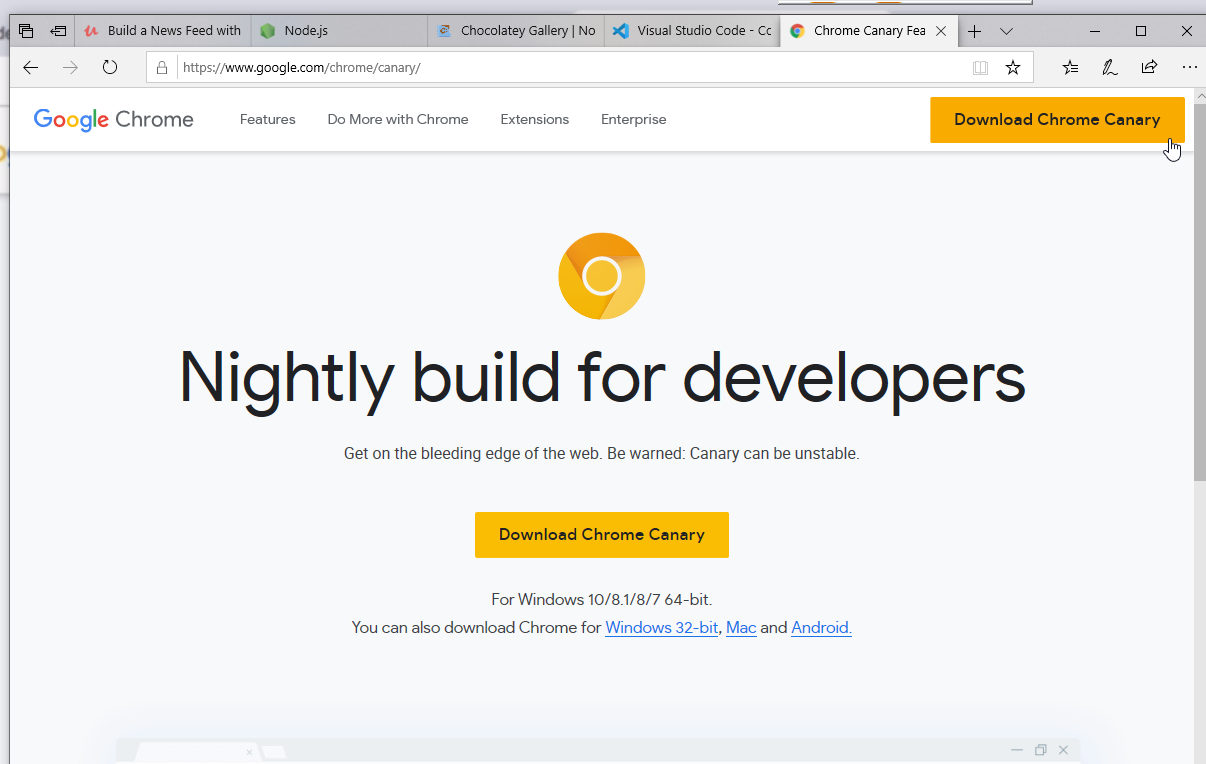 Build a News Feed with
Node.js
Chocolatey Gallery | No
Visual Studio Code - Co
Chrome Canary Fea
https://www.google.com/chrome/canary/
Google Chrome
Features
Do More with Chrome
Extensions
Enterprise
Download Chrome Canary
Nightly build for developers
Get on the bleeding edge of the web. Be warned: Canary can be unstable.
Download Chrome Canary
For Windows 10/8.1/8/7 64-bit.
You can also download Chrome for Windows 32-bit, Mac and Android.